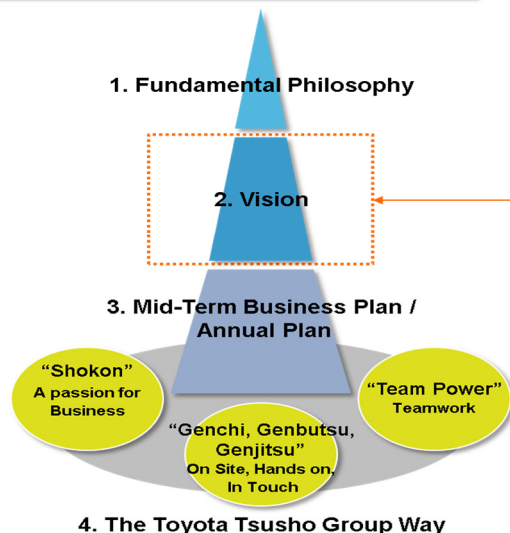 1. Fundamental Philosophy
2. Vision
3. Mid-Term Business Plan /
Annual Plan
“Shokon”
A passion for
Business
“Team Power”
Teamwork
“Genchi, Genbutsu,
Genjitsu”
On Site, Hands on,
In Touch
4. The Toyota Tsusho Group Way